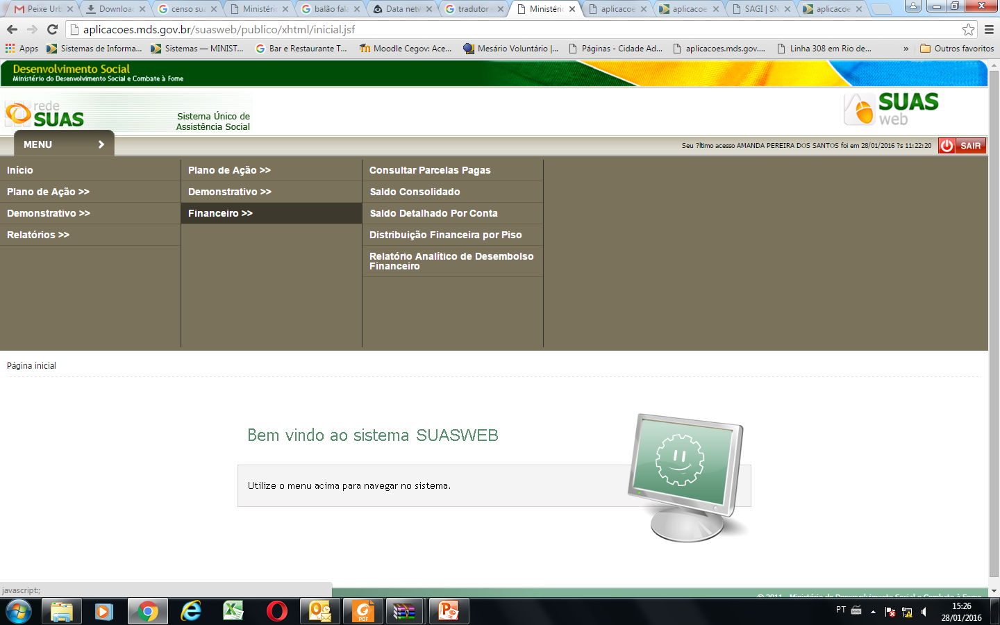 Peixe Urb
Downloa
censo sua
Ministéri
balão fala
Data netw
tradutor -
Ministéri
aplicacoe
aplicacoe
SAGI | SN
aplicacoe
aplicacoes.mds.gov.br/suasweb/publico/xhtml/inicial.jsf
Apps
Sistemas de Informa...
Sistemas — MINIST...
Bar e Restaurante T...
Moodle Cegov: Ace...
Mesário Voluntário |...
Páginas - Cidade Ad...
aplicacoes.mds.gov....
Linha 308 em Rio de...
»
Outros favoritos
Desenvolvimento Social
Ministério do Desenvolvimento Social e Combate à Fome
rede
SUAS
Sistema Único de
Assistência Social
SUAS
web
MENU
Seu ?ltimo acesso AMANDA PEREIRA DOS SANTOS foi em 28/01/2016 ?s 11:22:20
SAIR
Início
Plano de Ação >>
Demonstrativo >>
Relatórios >>
Plano de Ação >>
Demonstrativo >>
Financeiro >>
Consultar Parcelas Pagas
Saldo Consolidado
Saldo Detalhado Por Conta
Distribuição Financeira por Piso
Relatório Analítico de Desembolso
Financeiro
Página inicial
Bem vindo ao sistema SUASWEB
Utilize o menu acima para navegar no sistema.
javascript:;
© 2011 - Ministério do Desenvolvimento Social e Combate à Fome
PDF
PT
15:26
28/01/2016